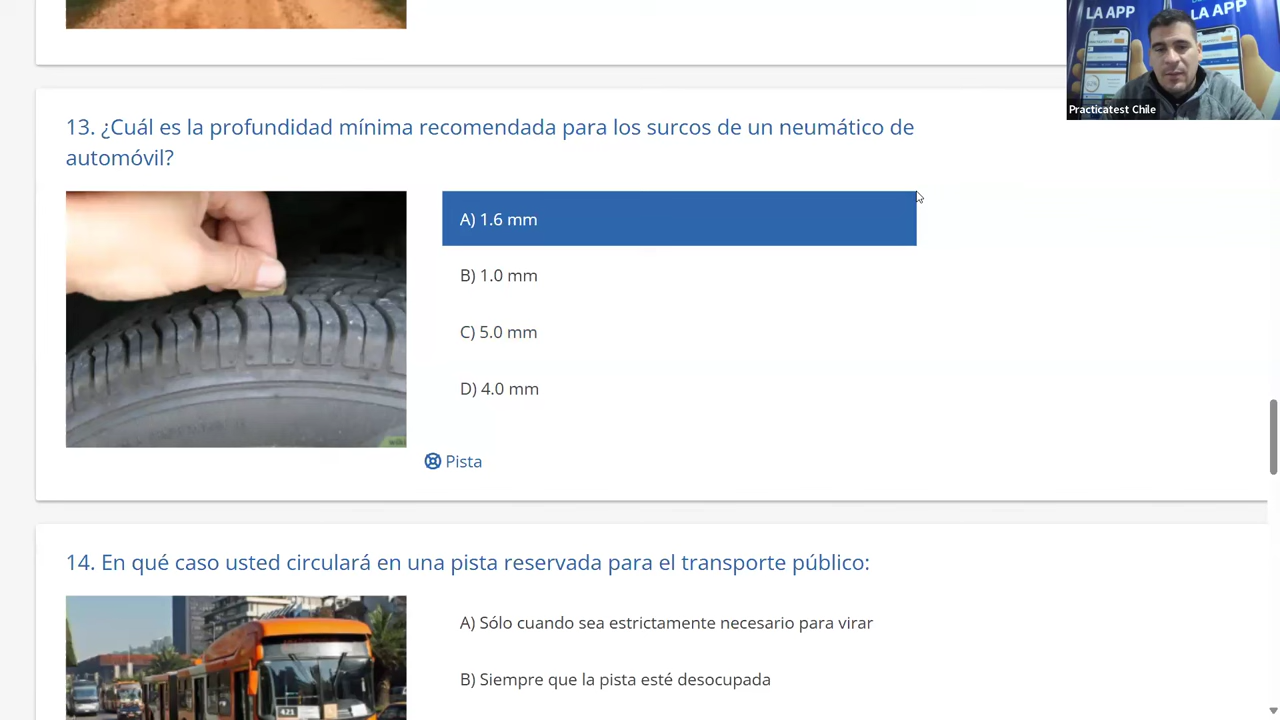 LA APP
LA APP
Practicatest Chile
13. ¿Cuál es la profundidad mínima recomendada para los surcos de un neumático de
automóvil?
A) 1.6 mm
B) 1.0 mm
C) 5.0 mm
D) 4.0 mm
Pista
14. En qué caso usted circulará en una pista reservada para el transporte público:
A) Sólo cuando sea estrictamente necesario para virar
B) Siempre que la pista esté desocupada
421